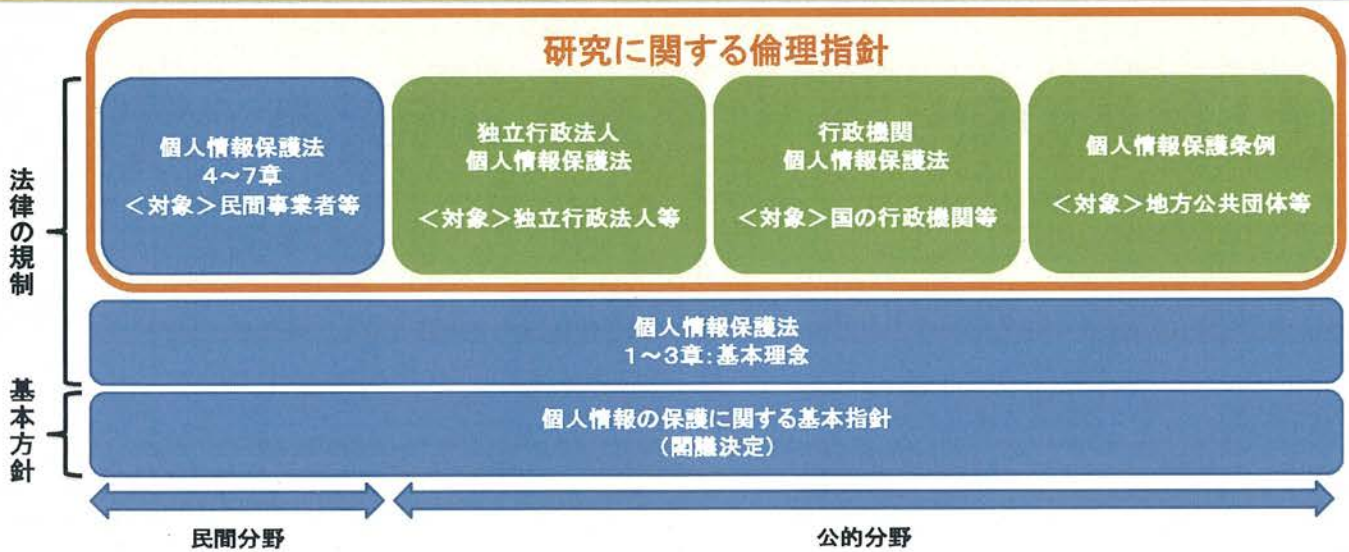 研究に関する倫理指針
法律の規制
個人情報保護法
4~7章
<対象>民間事業者等
独立行政法人
個人情報保護法
<対象>独立行政法人等
行政機関
個人情報保護法
<対象>国の行政機関等
個人情報保護条例
<対象>地方公共団体等
個人情報保護法
1~3章:基本理念
基本方針
個人情報の保護に関する基本指針
(閣議決定)
民間分野
公的分野